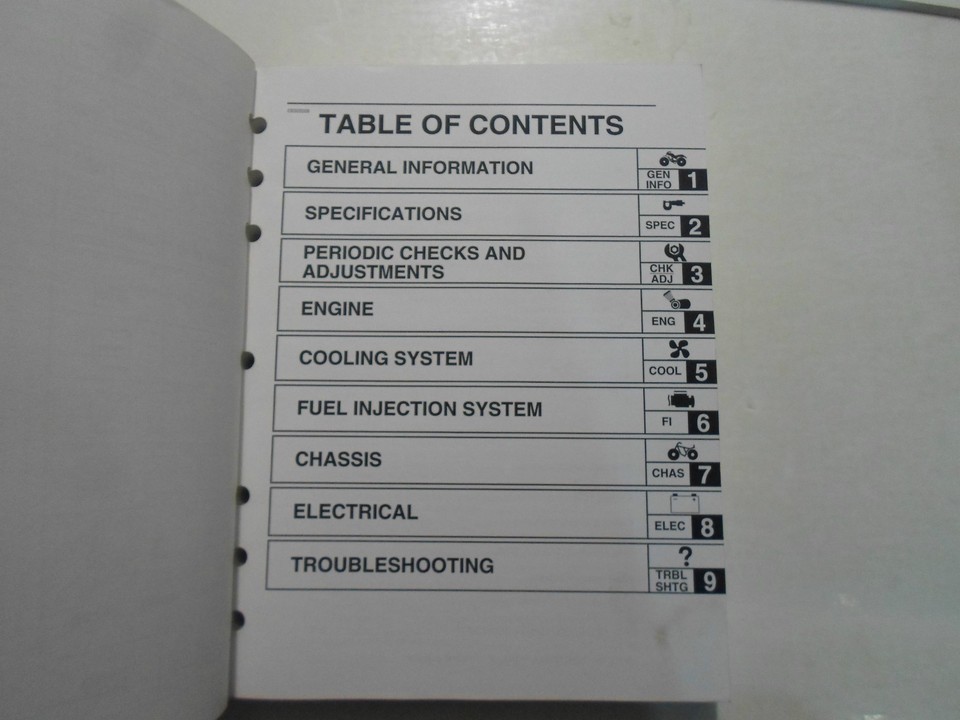 TABLE OF CONTENTS
GENERAL INFORMATION
GEN
INFO 1
SPECIFICATIONS
SPEC 2
PERIODIC CHECKS AND
ADJUSTMENTS
CHK
ADJ 3
ENGINE
ENG 4
COOLING SYSTEM
COOL 5
FUEL INJECTION SYSTEM
FI 6
CHASSIS
CHAS 7
ELECTRICAL
ELEC 8
TROUBLESHOOTING
?
TRBL
SHTG 9